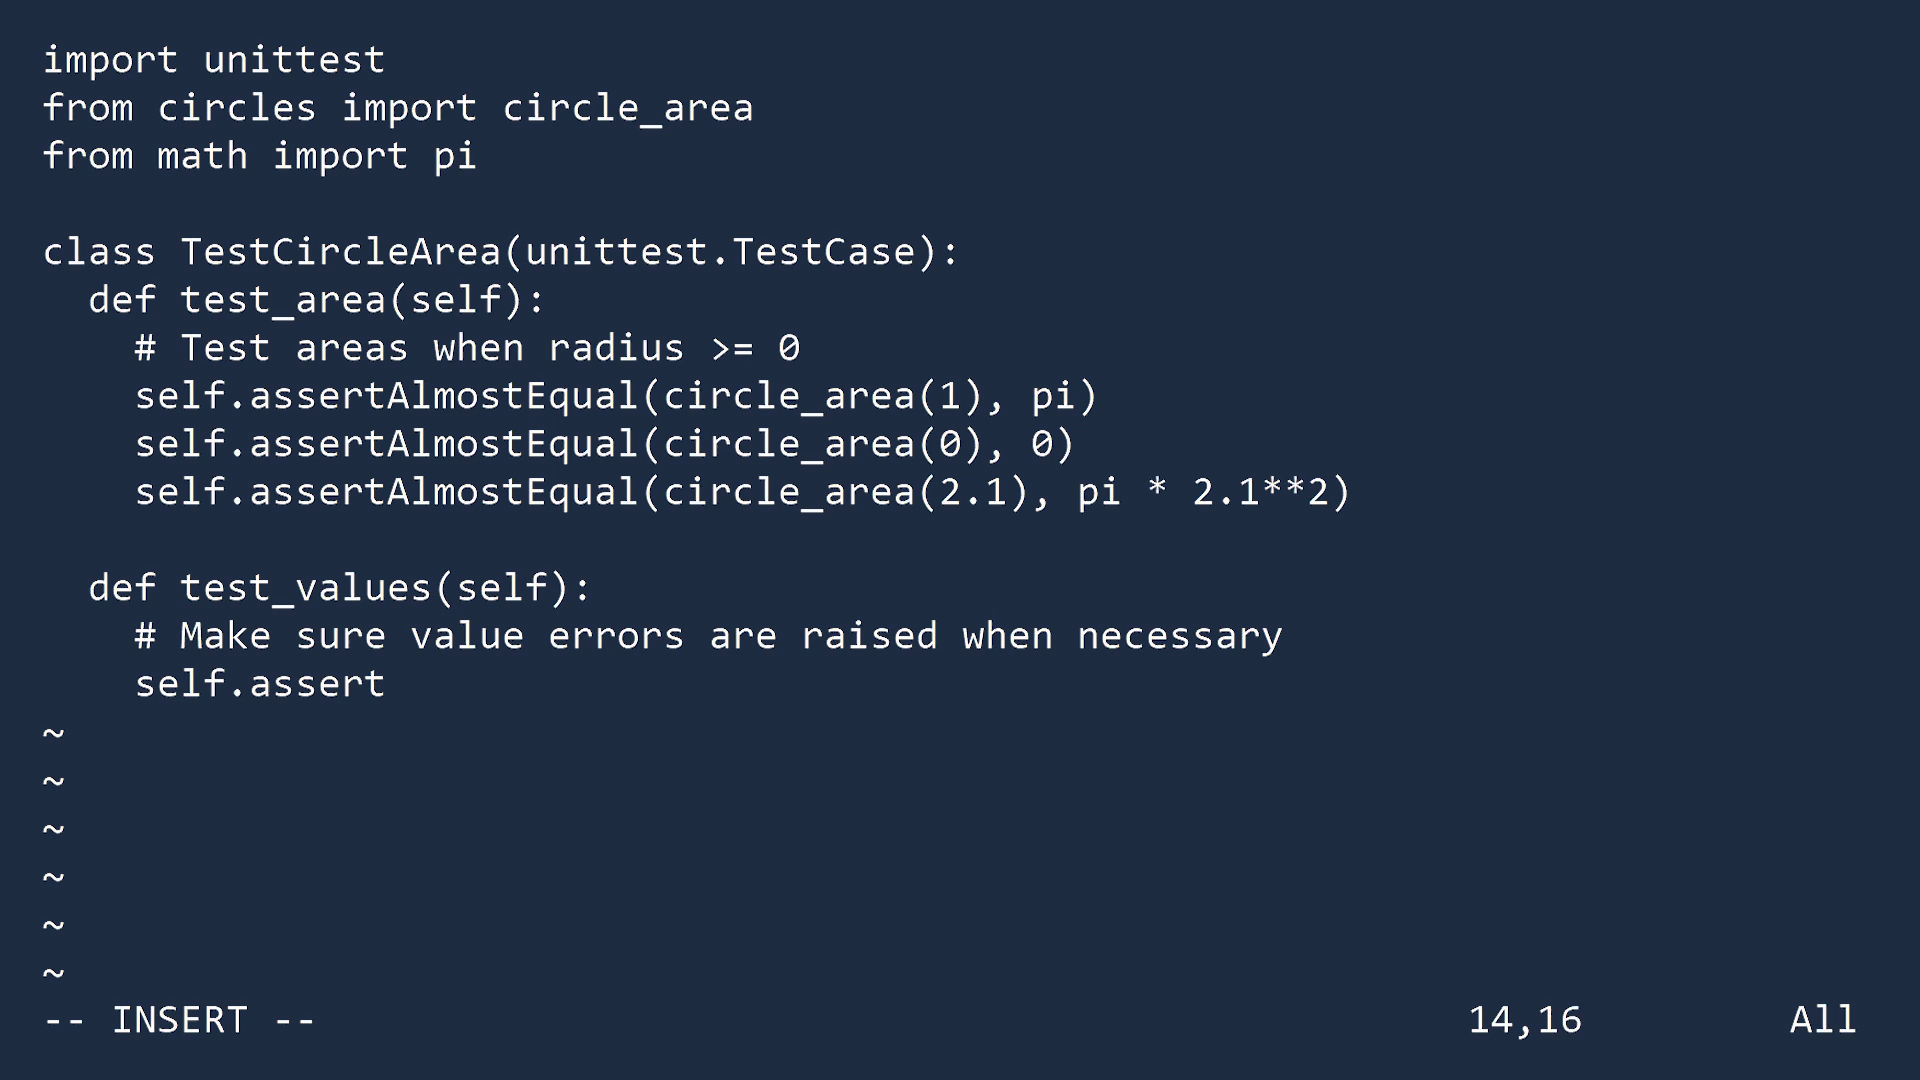 import unittest
from circles import circle_area
from math import pi
class TestCircleArea(unittest.TestCase):
def test_area(self):
# Test areas when radius >= 0
self.assertAlmostEqual(circle_area(1), pi)
self.assertAlmostEqual(circle_area(0), 0)
self.assertAlmostEqual(circle_area(2.1), pi * 2.1**2)
def test_values(self):
# Make sure value errors are raised when necessary
self.assert
~
~
~
~
~
~
-- INSERT -- 14,16 All